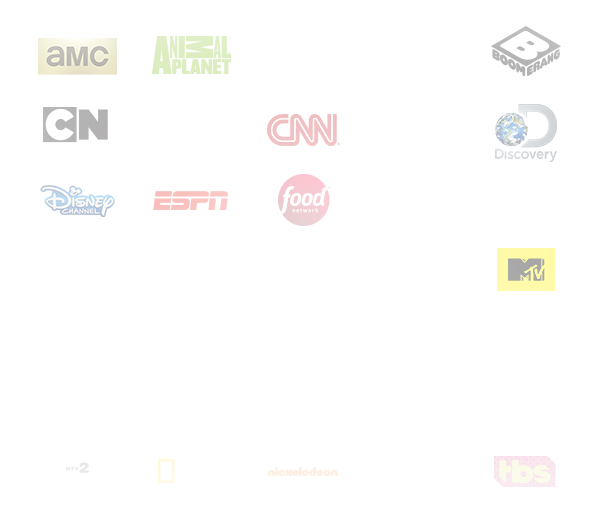 aMC
ANIMAL
PLANET
B
BOOMERANG
CN
CNN
D
Discovery
Disney
CHANNEL
ESPN
food
network
MTV
MTV2
nickelodeon
tbs